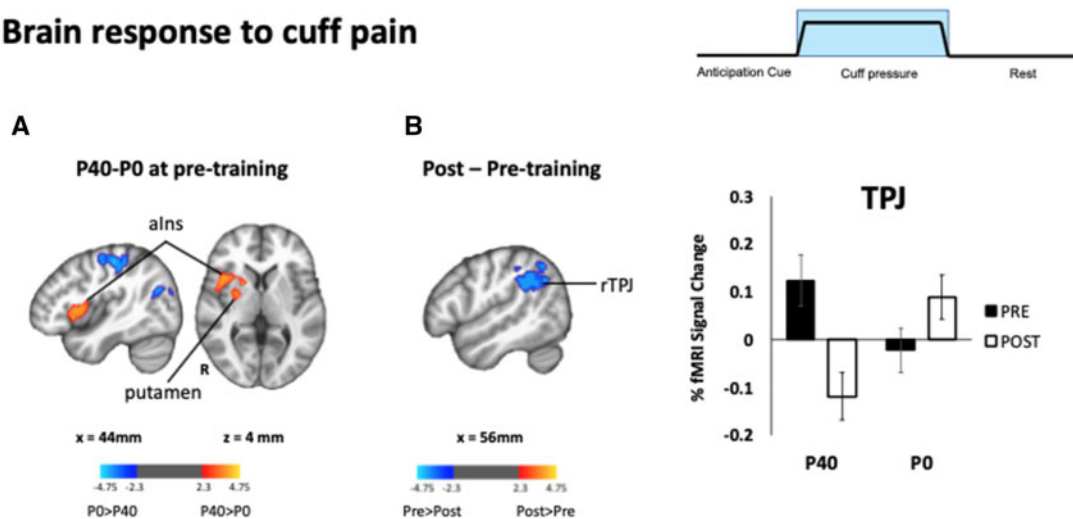 Brain response to cuff pain
Anticipation Cue
Cuff pressure
Rest
A
P40-P0 at pre-training
aIns
putamen
R
x = 44mm
z = 4 mm
-4.75
-2.3
2.3
4.75
P0>P40
P40>P0
B
Post – Pre-training
rTPJ
x = 56mm
-4.75
-2.3
2.3
4.75
Pre>Post
Post>Pre
TPJ
% fMRI Signal Change
0.3
0.2
0.1
0
-0.1
-0.2
P40
P0
PRE
POST